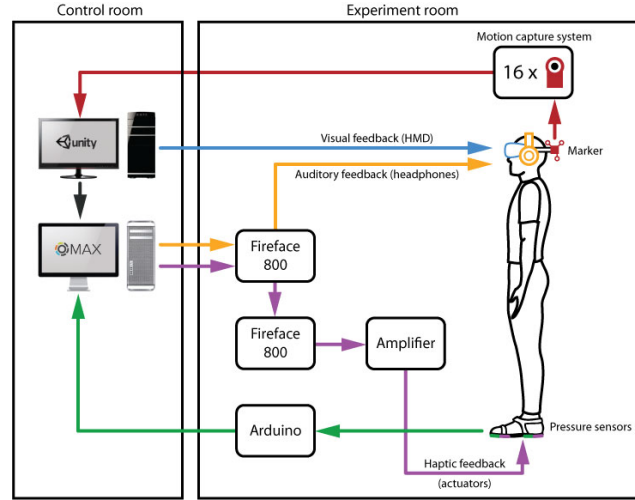 Control room
Experiment room
Motion capture system
16 x
unity
Visual feedback (HMD)
Marker
Auditory feedback (headphones)
MAX
Fireface
800
Fireface
800
Amplifier
Arduino
Pressure sensors
Haptic feedback
(actuators)